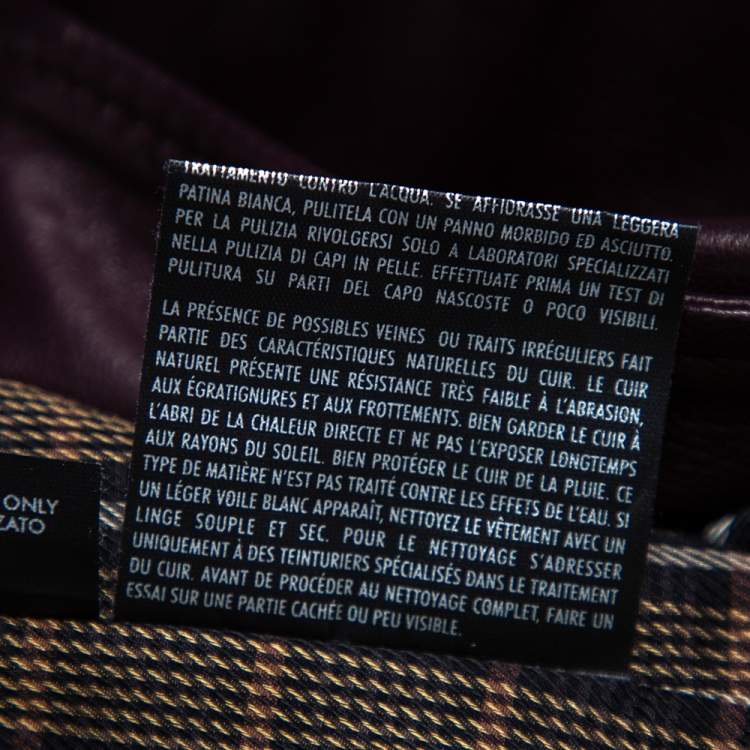 TRATTAMENTO CONTRO L'ACQUA. SE AFFIORASSE UNA LEGGERA
PATINA BIANCA, PULITELA CON UN PANNO MORBIDO ED ASCIUTTO.
PER LA PULIZIA RIVOLGERSI SOLO A LABORATORI SPECIALIZZATI
NELLA PULIZIA DI CAPI IN PELLE. EFFETTUATE PRIMA UN TEST DI
PULITURA SU PARTI DEL CAPO NASCOSTE O POCO VISIBILI.
LA PRÉSENCE DE POSSIBLES VEINES OU TRAITS IRRÉGULIERS FAIT
PARTIE DES CARACTÉRISTIQUES NATURELLES DU CUIR. LE CUIR
NATUREL PRÉSENTE UNE RÉSISTANCE TRÈS FAIBLE À L'ABRASION,
AUX ÉGRATIGNURES ET AUX FROTTEMENTS. BIEN GARDER LE CUIR À
L'ABRI DE LA CHALEUR DIRECTE ET NE PAS L'EXPOSER LONGTEMPS
AUX RAYONS DU SOLEIL. BIEN PROTÉGER LE CUIR DE LA PLUIE. CE
TYPE DE MATIÈRE N'EST PAS TRAITÉ CONTRE LES EFFETS DE L'EAU. SI
UN LÉGER VOILE BLANC APPARAÎT, NETTOYEZ LE VÊTEMENT AVEC UN
LINGE SOUPLE ET SEC. POUR LE NETTOYAGE S'ADRESSER
UNIQUEMENT À DES TEINTURIERS SPÉCIALISÉS DANS LE TRAITEMENT
DU CUIR. AVANT DE PROCÉDER AU NETTOYAGE COMPLET, FAIRE UN
ESSAI SUR UNE PARTIE CACHÉE OU PEU VISIBLE.
ONLY
ZATO